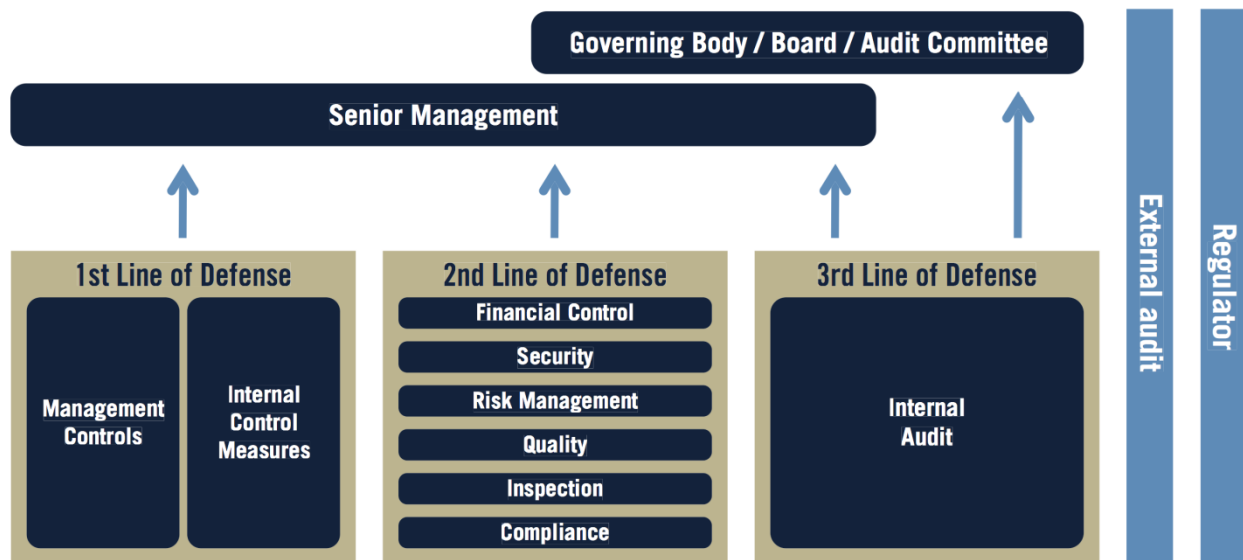 Governing Body / Board / Audit Committee
Senior Management
1st Line of Defense
Management
Controls
Internal
Control
Measures
2nd Line of Defense
Financial Control
Security
Risk Management
Quality
Inspection
Compliance
3rd Line of Defense
Internal
Audit
External audit
Regulator